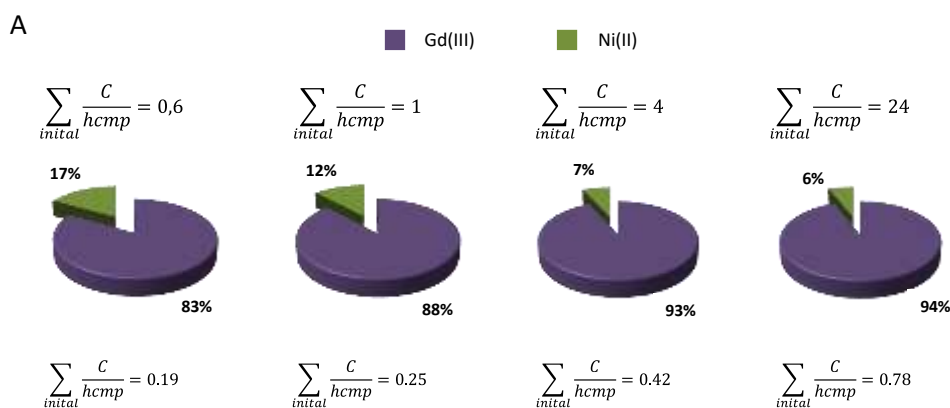 A
Gd(III) Ni(II)
∑ inital C/hcmp = 0,6
∑ inital C/hcmp = 1
∑ inital C/hcmp = 4
∑ inital C/hcmp = 24
17%
12%
7%
6%
83%
88%
93%
94%
∑ inital C/hcmp = 0.19
∑ inital C/hcmp = 0.25
∑ inital C/hcmp = 0.42
∑ inital C/hcmp = 0.78